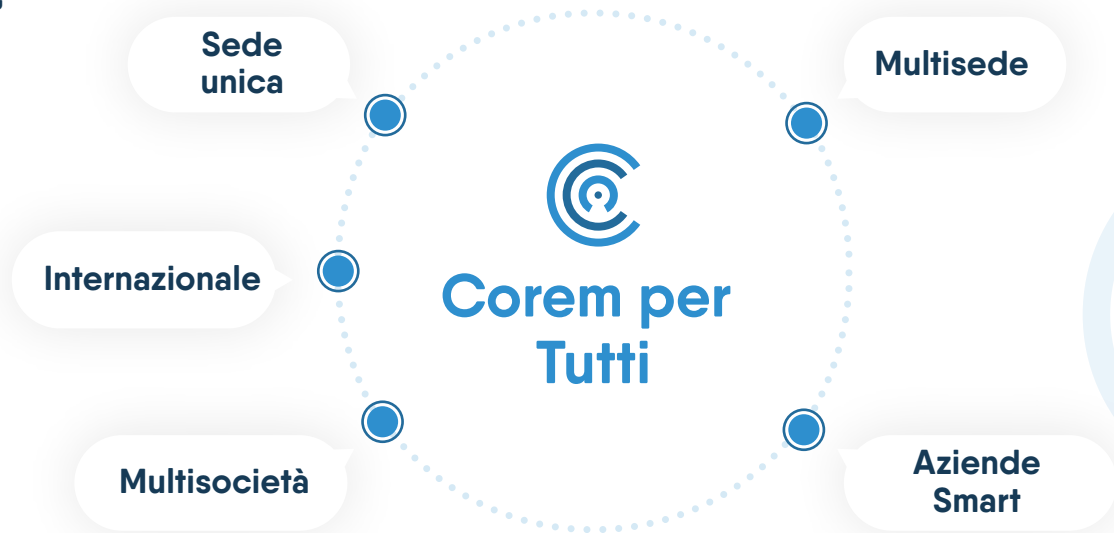 Sede
unica
Multisede
Internazionale
Corem per
Tutti
Multisocietà
Aziende
Smart